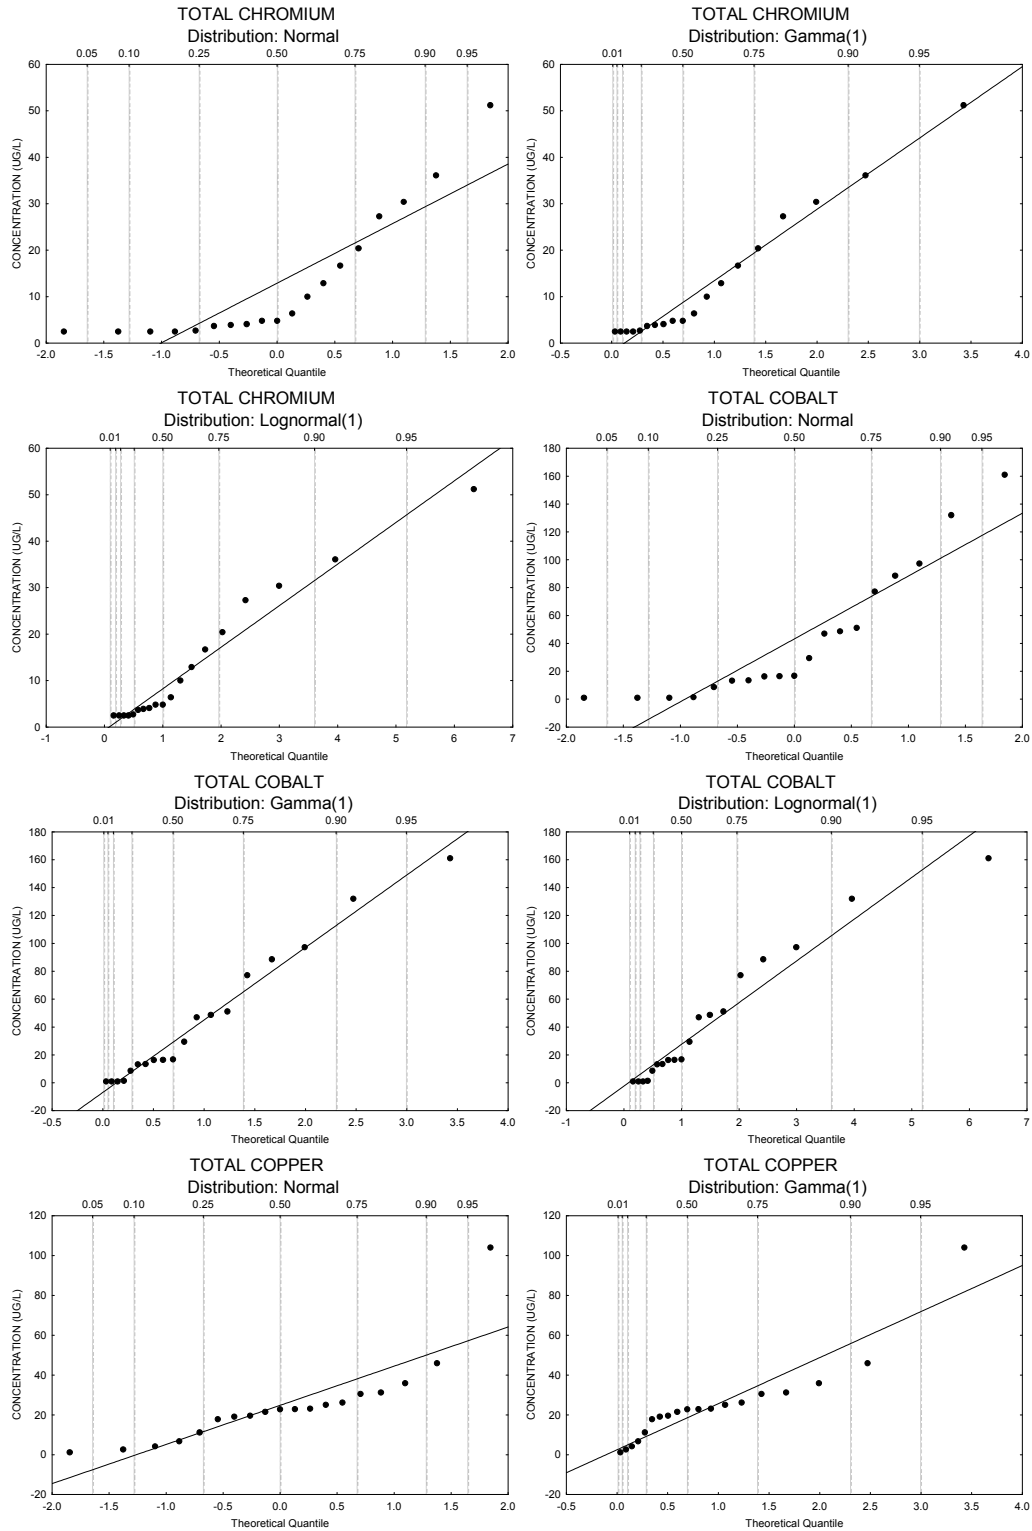 TOTAL CHROMIUM
Distribution: Normal
0.05 0.10 0.25 0.50 0.75 0.90 0.95
60
50
40
30
20
10
0
CONCENTRATION (UG/L)
-2.0 -1.5 -1.0 -0.5 0.0 0.5 1.0 1.5 2.0
Theoretical Quantile
TOTAL CHROMIUM
Distribution: Gamma(1)
0.01 0.50 0.75 0.90 0.95
60
50
40
30
20
10
0
CONCENTRATION (UG/L)
-0.5 0.0 0.5 1.0 1.5 2.0 2.5 3.0 3.5 4.0
Theoretical Quantile
TOTAL CHROMIUM
Distribution: Lognormal(1)
0.01 0.50 0.75 0.90 0.95
60
50
40
30
20
10
0
CONCENTRATION (UG/L)
-1 0 1 2 3 4 5 6 7
Theoretical Quantile
TOTAL COBALT
Distribution: Normal
0.05 0.10 0.25 0.50 0.75 0.90 0.95
180
160
140
120
100
80
60
40
20
0
-20
CONCENTRATION (UG/L)
-2.0 -1.5 -1.0 -0.5 0.0 0.5 1.0 1.5 2.0
Theoretical Quantile
TOTAL COBALT
Distribution: Gamma(1)
0.01 0.50 0.75 0.90 0.95
180
160
140
120
100
80
60
40
20
0
-20
CONCENTRATION (UG/L)
-0.5 0.0 0.5 1.0 1.5 2.0 2.5 3.0 3.5 4.0
Theoretical Quantile
TOTAL COBALT
Distribution: Lognormal(1)
0.01 0.50 0.75 0.90 0.95
180
160
140
120
100
80
60
40
20
0
-20
CONCENTRATION (UG/L)
-1 0 1 2 3 4 5 6 7
Theoretical Quantile
TOTAL COPPER
Distribution: Normal
0.05 0.10 0.25 0.50 0.75 0.90 0.95
120
100
80
60
40
20
0
-20
CONCENTRATION (UG/L)
-2.0 -1.5 -1.0 -0.5 0.0 0.5 1.0 1.5 2.0
Theoretical Quantile
TOTAL COPPER
Distribution: Gamma(1)
0.01 0.50 0.75 0.90 0.95
120
100
80
60
40
20
0
-20
CONCENTRATION (UG/L)
-0.5 0.0 0.5 1.0 1.5 2.0 2.5 3.0 3.5 4.0
Theoretical Quantile